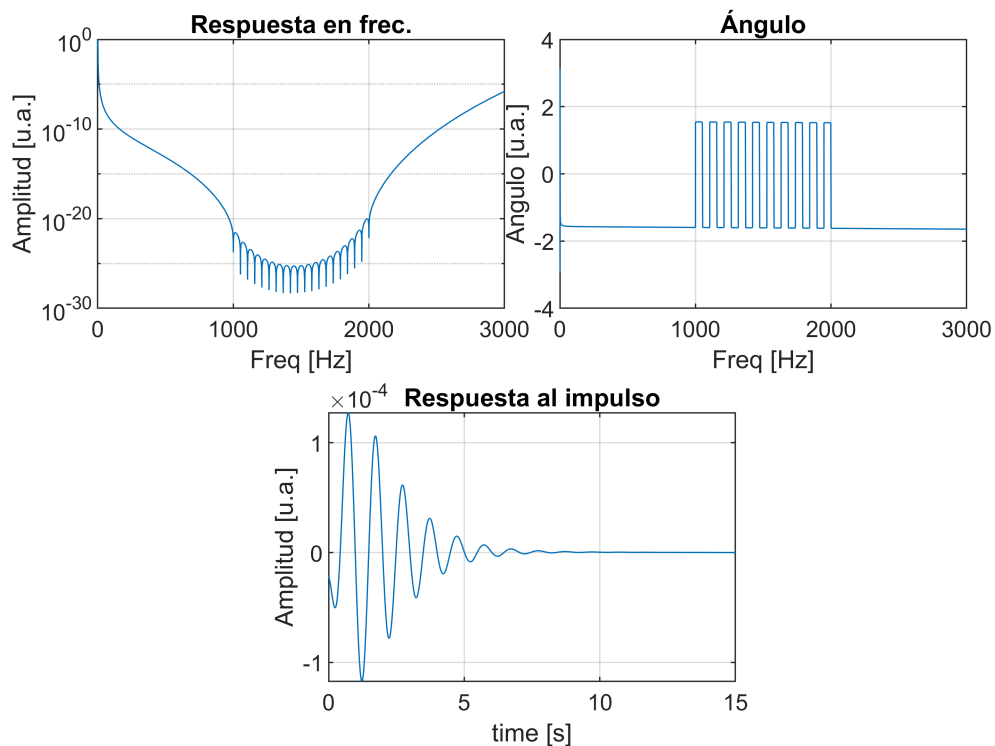 Respuesta en frec.
10^0
10^-10
10^-20
10^-30
Amplitud [u.a.]
0
1000
2000
3000
Freq [Hz]
Ángulo
4
2
0
-2
-4
Angulo [u.a.]
0
1000
2000
3000
Freq [Hz]
×10^-4
Respuesta al impulso
1
0
-1
Amplitud [u.a.]
0
5
10
15
time [s]